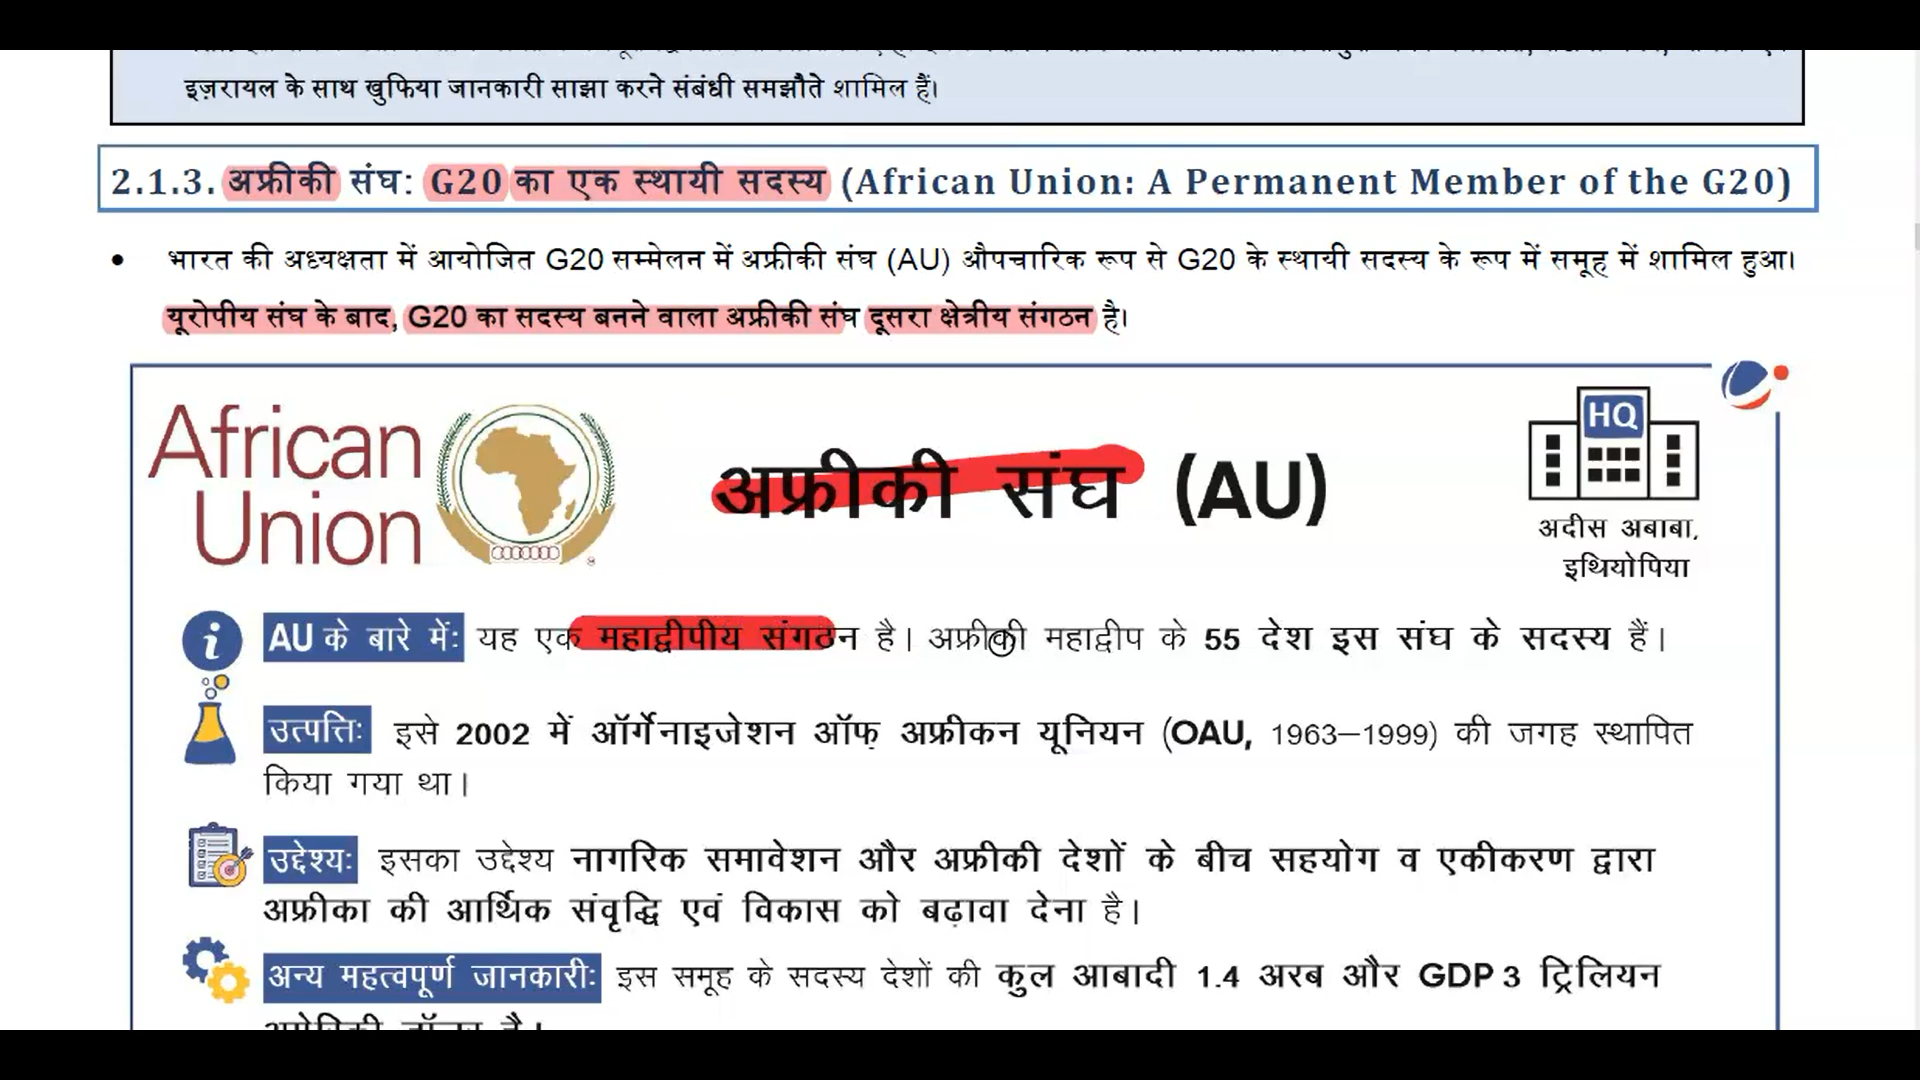 इज़रायल के साथ खुफिया जानकारी साझा करने संबंधी समझौते शामिल हैं।
2.1.3. अफ्रीकी संघ: G20 का एक स्थायी सदस्य (African Union: A Permanent Member of the G20)
• भारत की अध्यक्षता में आयोजित G20 सम्मेलन में अफ्रीकी संघ (AU) औपचारिक रूप से G20 के स्थायी सदस्य के रूप में समूह में शामिल हुआ।
यूरोपीय संघ के बाद, G20 का सदस्य बनने वाला अफ्रीकी संघ दूसरा क्षेत्रीय संगठन है।
African
Union
अफ्रीकी संघ (AU)
HQ
अदीस अबाबा,
इथियोपिया
AU के बारे में: यह एक महाद्वीपीय संगठन है। अफ्रीकी महाद्वीप के 55 देश इस संघ के सदस्य हैं।
उत्पत्ति: इसे 2002 में ऑर्गेनाइजेशन ऑफ़ अफ्रीकन यूनियन (OAU, 1963–1999) की जगह स्थापित
किया गया था।
उद्देश्य: इसका उद्देश्य नागरिक समावेशन और अफ्रीकी देशों के बीच सहयोग व एकीकरण द्वारा
अफ्रीका की आर्थिक संवृद्धि एवं विकास को बढ़ावा देना है।
अन्य महत्वपूर्ण जानकारी: इस समूह के सदस्य देशों की कुल आबादी 1.4 अरब और GDP 3 ट्रिलियन
अमेरिकी डॉलर है।